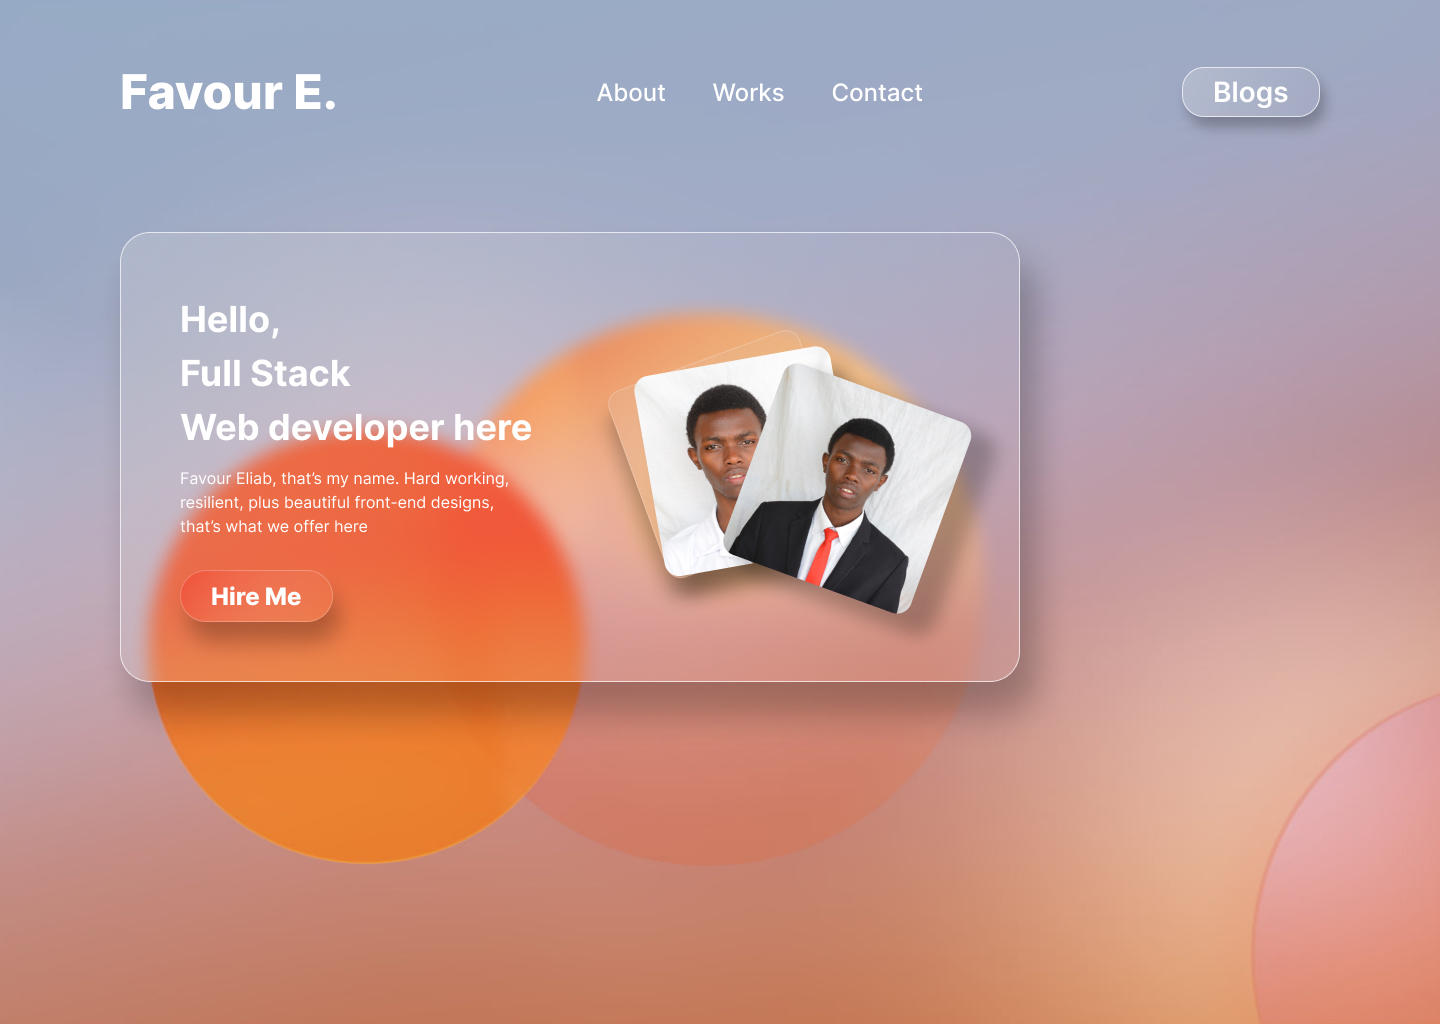 Favour E.
About
Works
Contact
Blogs
Hello,
Full Stack
Web developer here
Favour Eliab, that’s my name. Hard working,
resilient, plus beautiful front-end designs,
that’s what we offer here
Hire Me